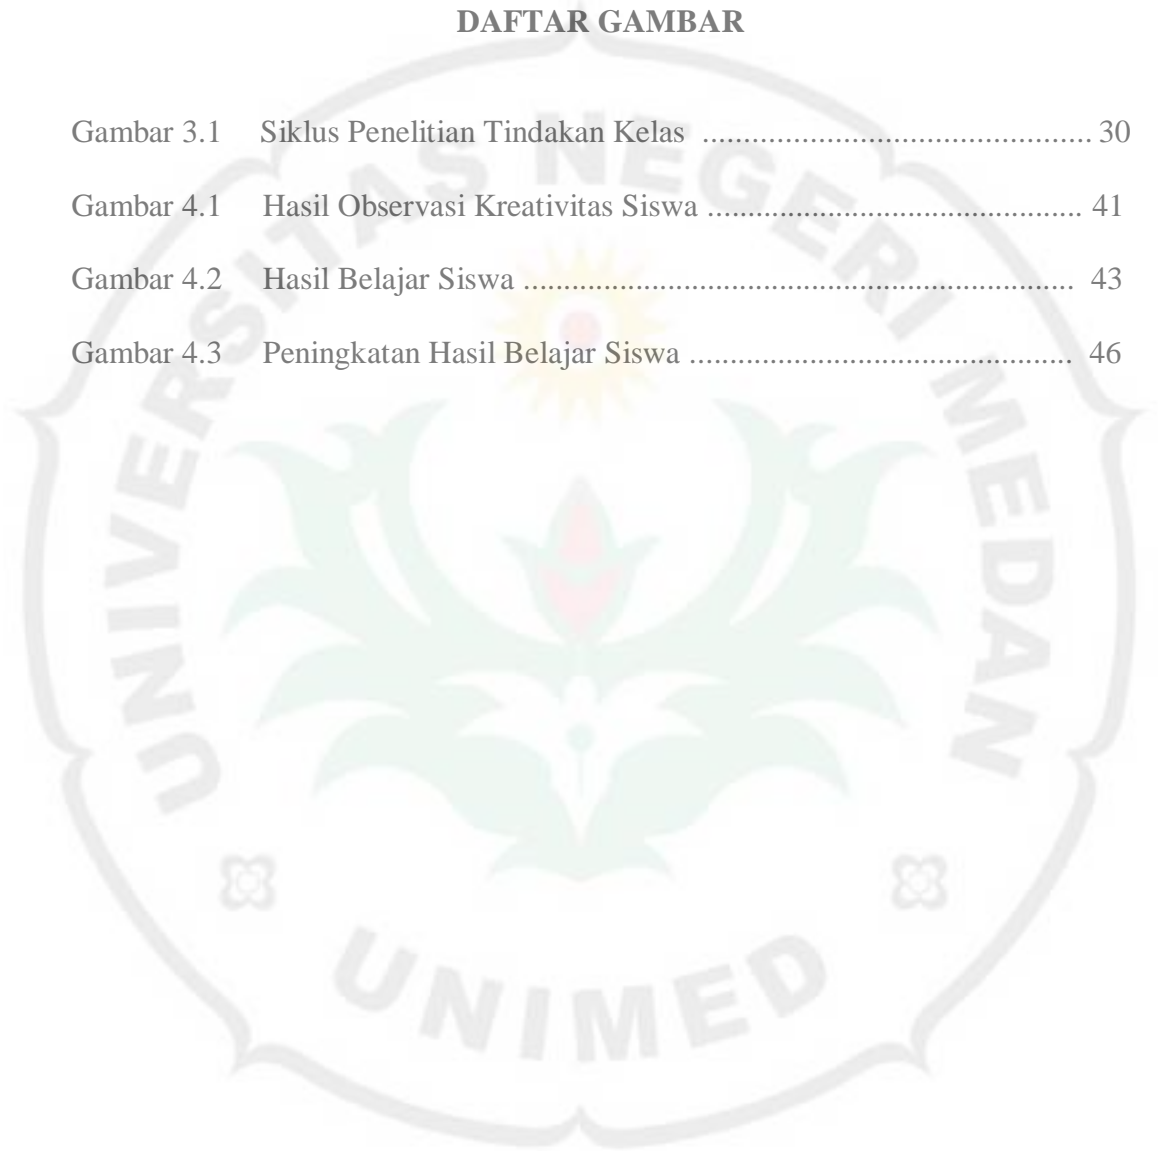 DAFTAR GAMBAR
Gambar 3.1 Siklus Penelitian Tindakan Kelas ................................................ 30
Gambar 4.1 Hasil Observasi Kreativitas Siswa .............................................. 41
Gambar 4.2 Hasil Belajar Siswa .................................................................... 43
Gambar 4.3 Peningkatan Hasil Belajar Siswa ............................................... 46
UNIVERSITAS NEGERI MEDAN
UNIMED